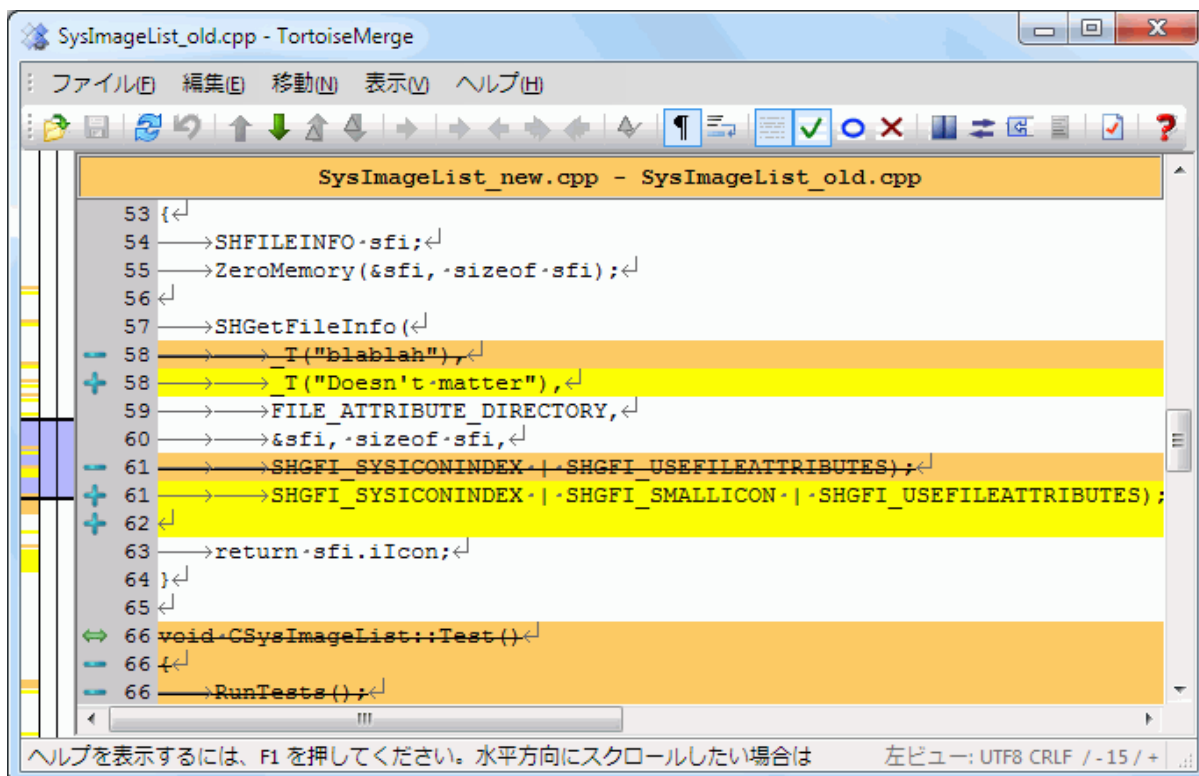 SysImageList_old.cpp - TortoiseMerge
ファイル(F) 編集(E) 移動(N) 表示(V) ヘルプ(H)
SysImageList_new.cpp - SysImageList_old.cpp
53 {
54 SHFILEINFO sfi;
55 ZeroMemory(&sfi, sizeof sfi);
56
57 SHGetFileInfo(
58 _T("blablah"),
58 _T("Doesn't matter"),
59 FILE_ATTRIBUTE_DIRECTORY,
60 &sfi, sizeof sfi,
61 SHGFI_SYSICONINDEX | SHGFI_USEFILEATTRIBUTES);
61 SHGFI_SYSICONINDEX | SHGFI_SMALLICON | SHGFI_USEFILEATTRIBUTES);
62
63 return sfi.iIcon;
64 }
65
66 void CSysImageList::Test()
66 {
66 RunTests();
ヘルプを表示するには、F1 を押してください。水平方向にスクロールしたい場合は 左ビュー: UTF8 CRLF / - 15 / +